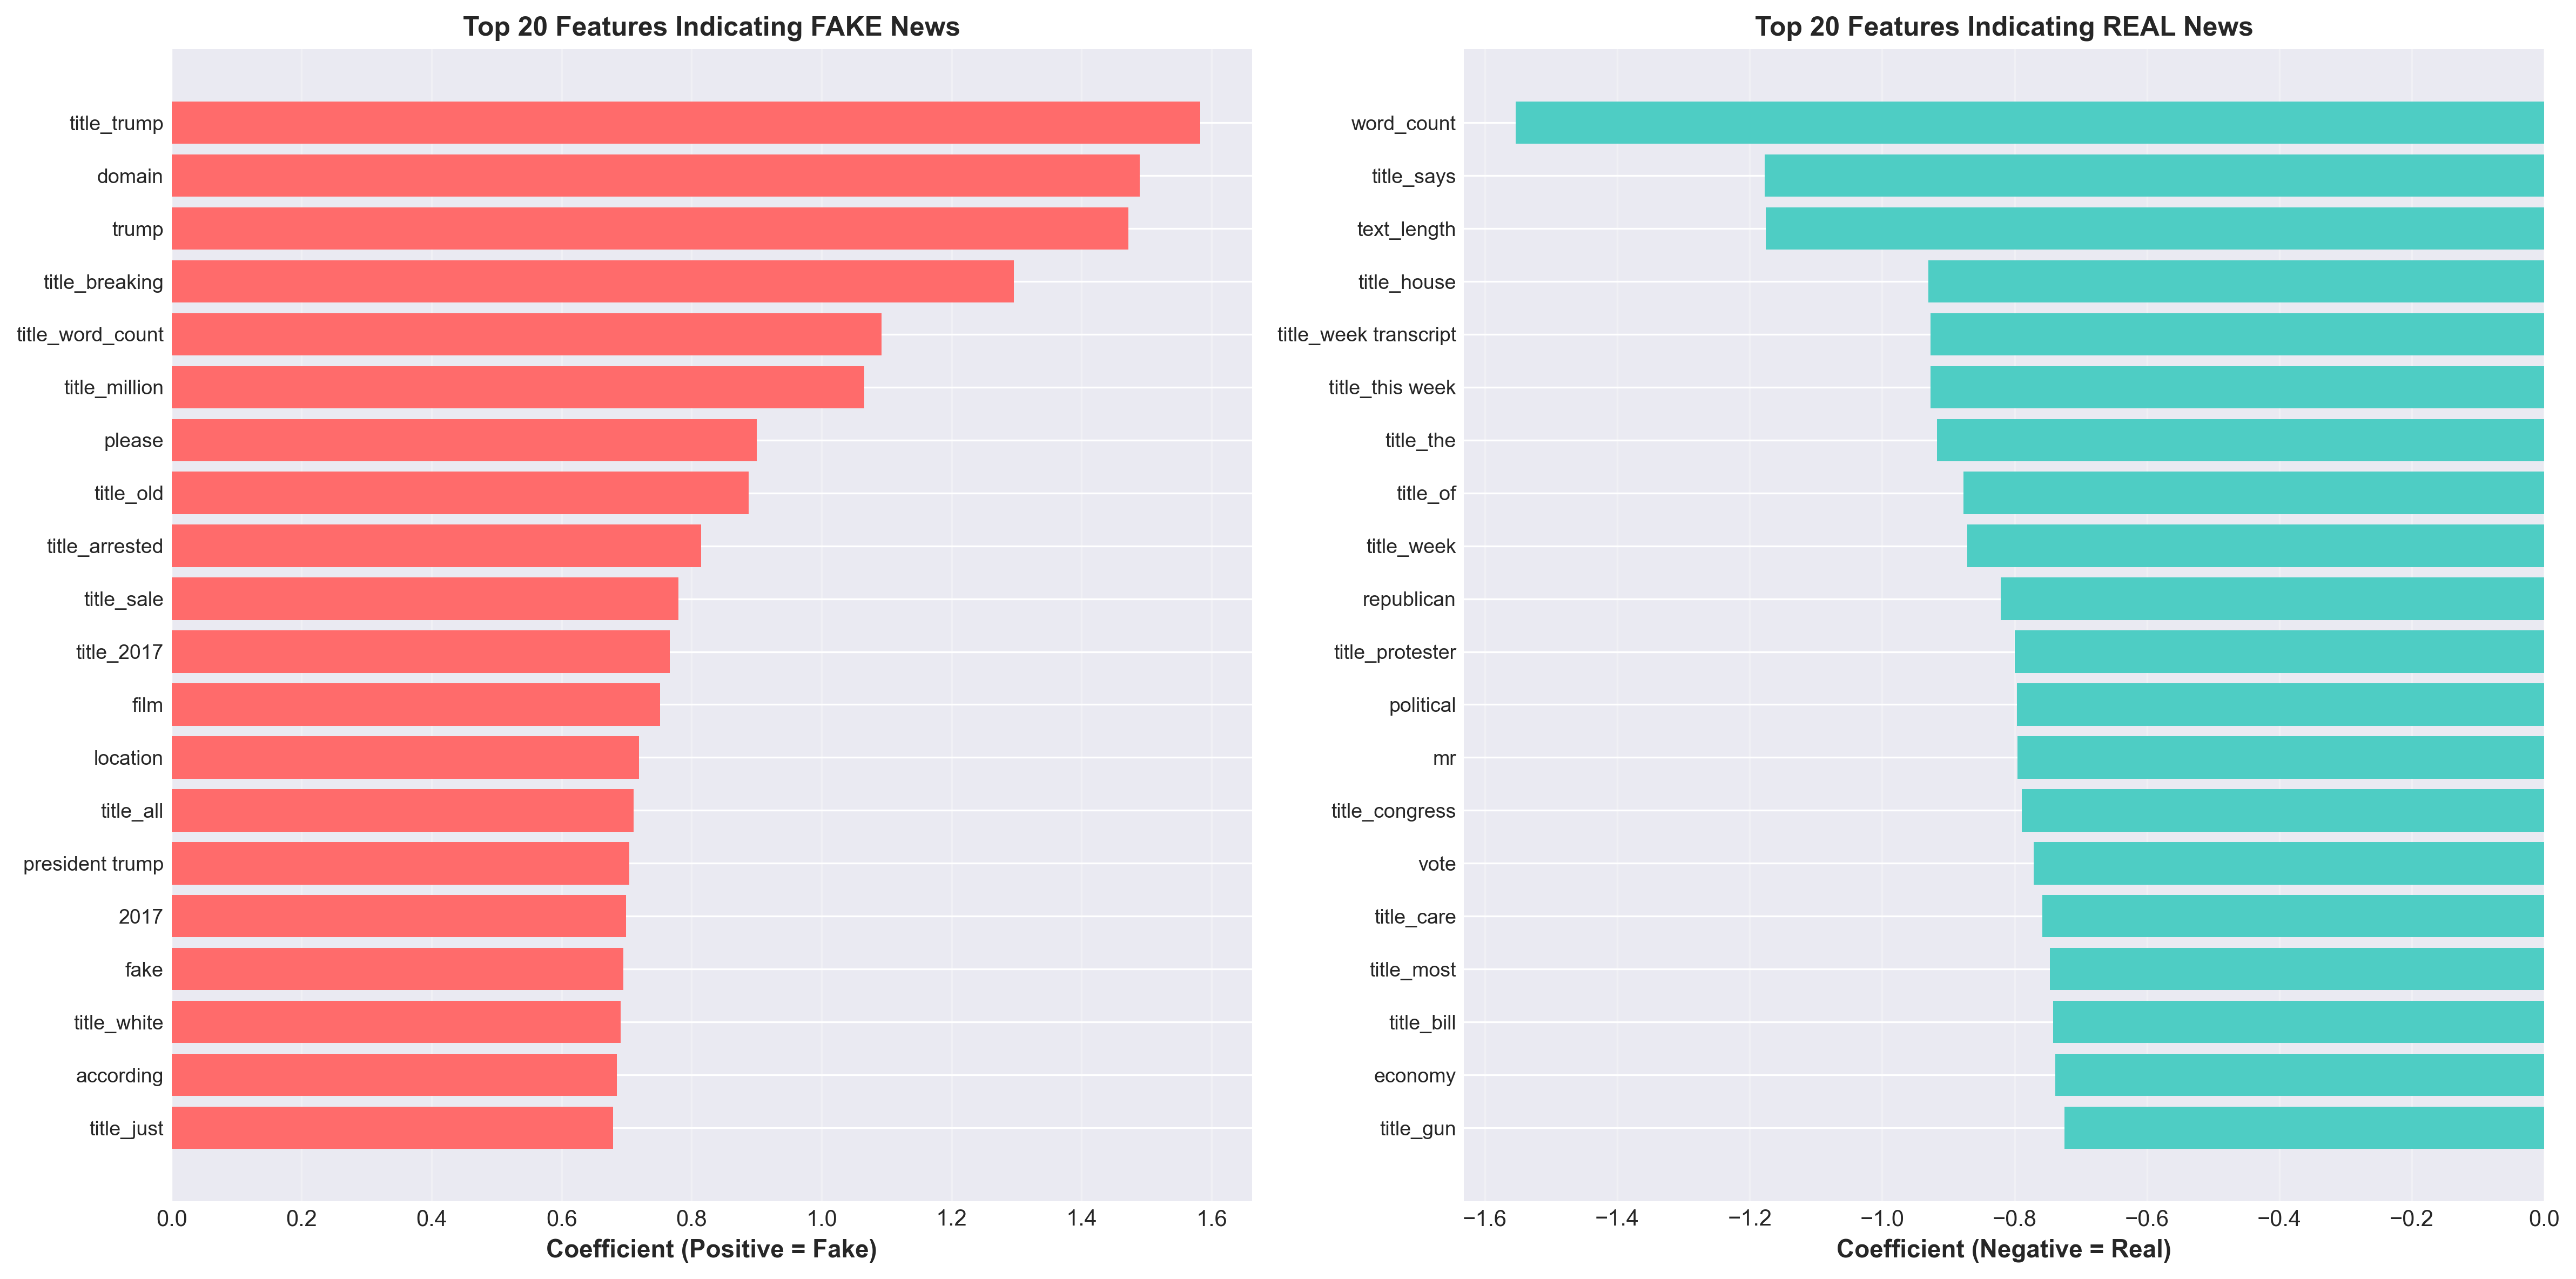 Top 20 Features Indicating FAKE News
title_trump
domain
trump
title_breaking
title_word_count
title_million
please
title_old
title_arrested
title_sale
title_2017
film
location
title_all
president trump
2017
fake
title_white
according
title_just
0.0 0.2 0.4 0.6 0.8 1.0 1.2 1.4 1.6
Coefficient (Positive = Fake)
Top 20 Features Indicating REAL News
word_count
title_says
text_length
title_house
title_week transcript
title_this week
title_the
title_of
title_week
republican
title_protester
political
mr
title_congress
vote
title_care
title_most
title_bill
economy
title_gun
−1.6 −1.4 −1.2 −1.0 −0.8 −0.6 −0.4 −0.2 0.0
Coefficient (Negative = Real)